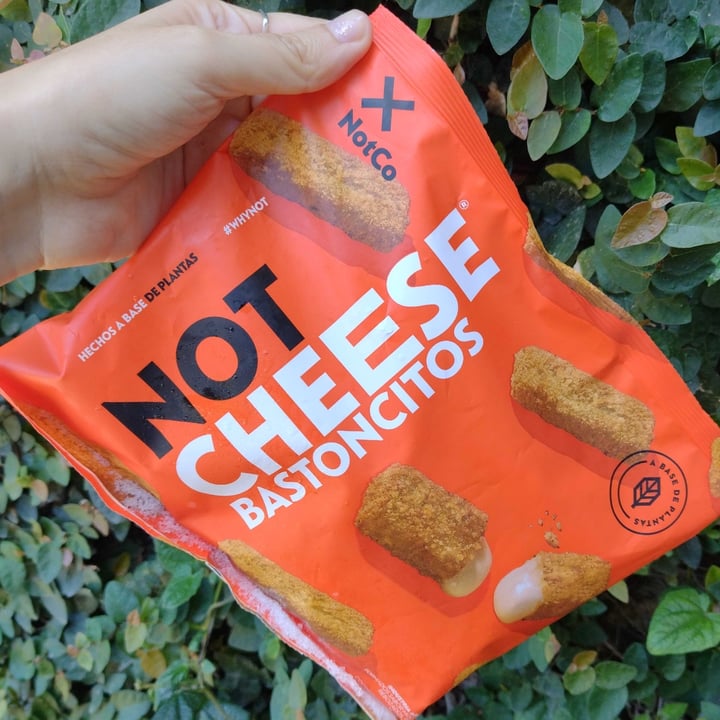 NotCo
#WHYNOT
HECHOS A BASE DE PLANTAS
NOT
CHEESE®
BASTONCITOS
A BASE DE PLANTAS